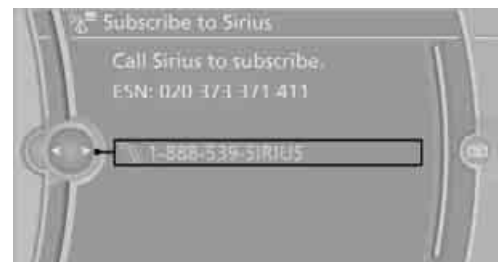 Subscribe to Sirius
Call Sirius to subscribe.
ESN: 020 373 371 411
1-888-539-SIRIUS